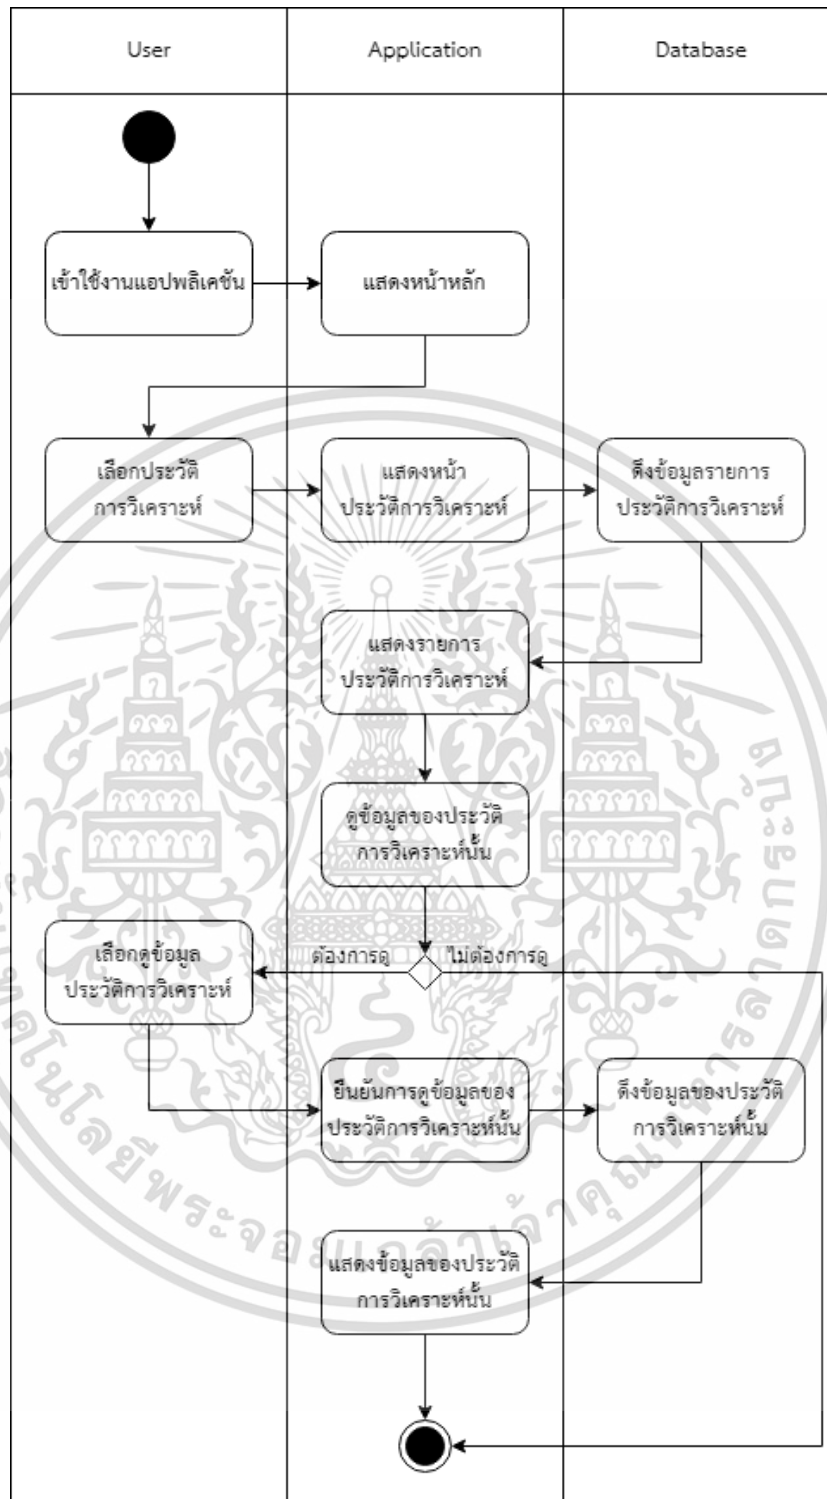 User
Application
Database
เข้าใช้งานแอปพลิเคชัน
แสดงหน้าหลัก
เลือกประวัติ
การวิเคราะห์
แสดงหน้า
ประวัติการวิเคราะห์
ดึงข้อมูลรายการ
ประวัติการวิเคราะห์
แสดงรายการ
ประวัติการวิเคราะห์
ดูข้อมูลของประวัติ
การวิเคราะห์นั้น
ต้องการดู
ไม่ต้องการดู
เลือกดูข้อมูล
ประวัติการวิเคราะห์
ยืนยันการดูข้อมูลของ
ประวัติการวิเคราะห์นั้น
ดึงข้อมูลของประวัติ
การวิเคราะห์นั้น
แสดงข้อมูลของประวัติ
การวิเคราะห์นั้น